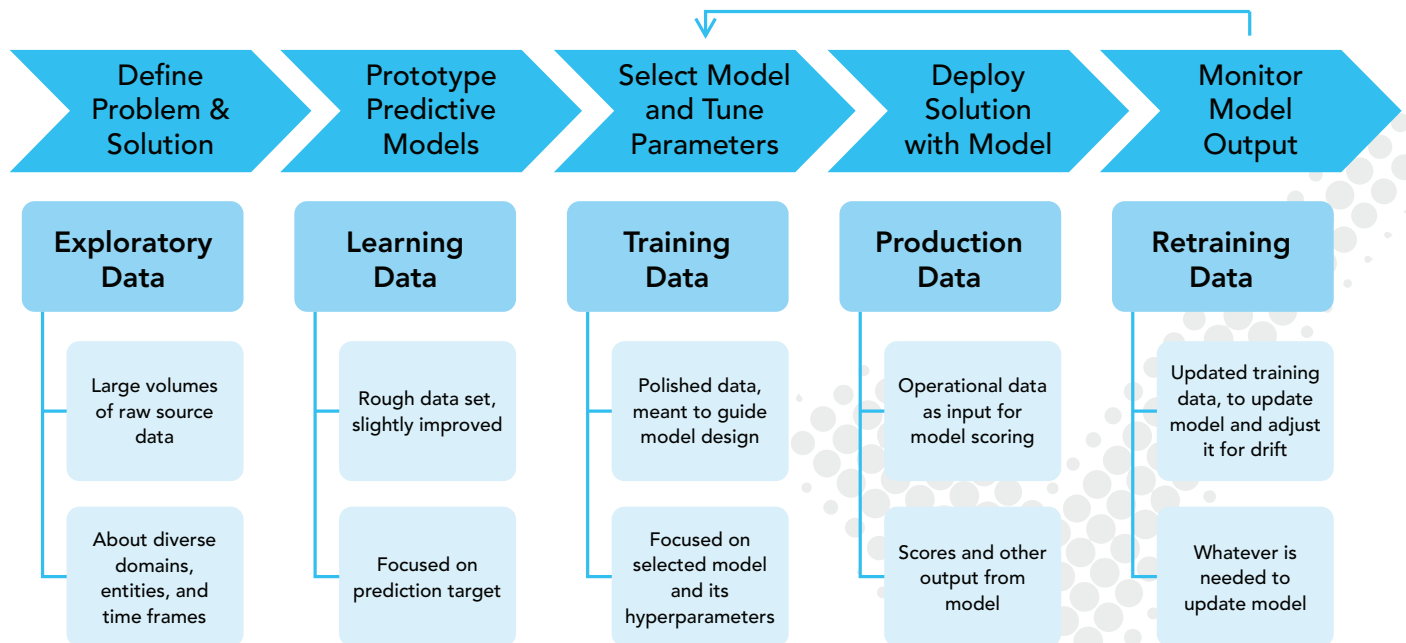 Define
Problem &
Solution
Prototype
Predictive
Models
Select Model
and Tune
Parameters
Deploy
Solution
with Model
Monitor
Model
Output
Exploratory
Data
Learning
Data
Training
Data
Production
Data
Retraining
Data
Large volumes
of raw source
data
Rough data set,
slightly improved
Polished data,
meant to guide
model design
Operational data
as input for
model scoring
Updated training
data, to update
model and adjust
it for drift
About diverse
domains,
entities, and
time frames
Focused on
prediction target
Focused on
selected model
and its
hyperparameters
Scores and other
output from
model
Whatever is
needed to
update model